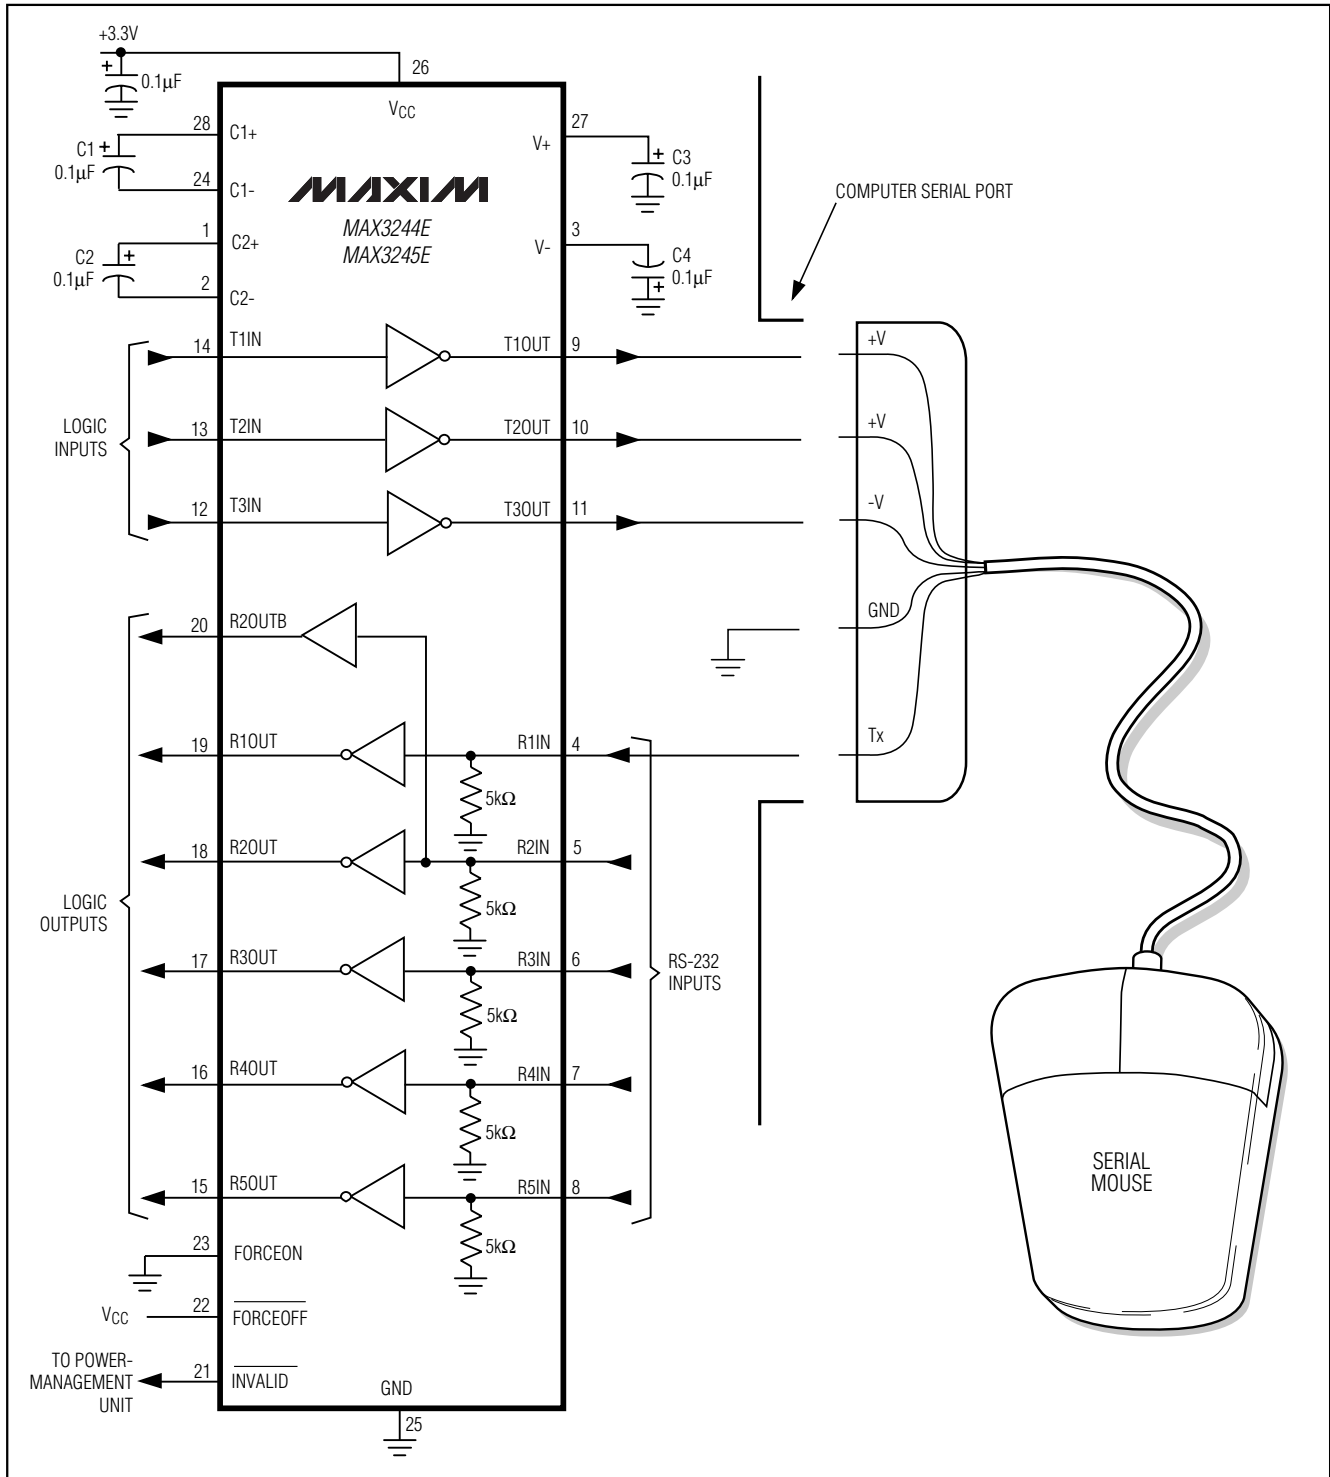 +3.3V
0.1µF
26
VCC
28
C1+
C1
0.1µF
24
C1-
1
C2+
C2
0.1µF
2
C2-
MAXIM
MAX3244E
MAX3245E
27
V+
C3
0.1µF
3
V-
C4
0.1µF
COMPUTER SERIAL PORT
LOGIC
INPUTS
14
T1IN
T1OUT
9
13
T2IN
T2OUT
10
12
T3IN
T3OUT
11
+V
+V
-V
GND
Tx
20
R2OUTB
19
R1OUT
R1IN
4
5kΩ
18
R2OUT
R2IN
5
5kΩ
LOGIC
OUTPUTS
17
R3OUT
R3IN
6
5kΩ
RS-232
INPUTS
16
R4OUT
R4IN
7
5kΩ
15
R5OUT
R5IN
8
5kΩ
23
FORCEON
VCC
22
FORCEOFF
TO POWER-
MANAGEMENT
UNIT
21
INVALID
GND
25
SERIAL
MOUSE